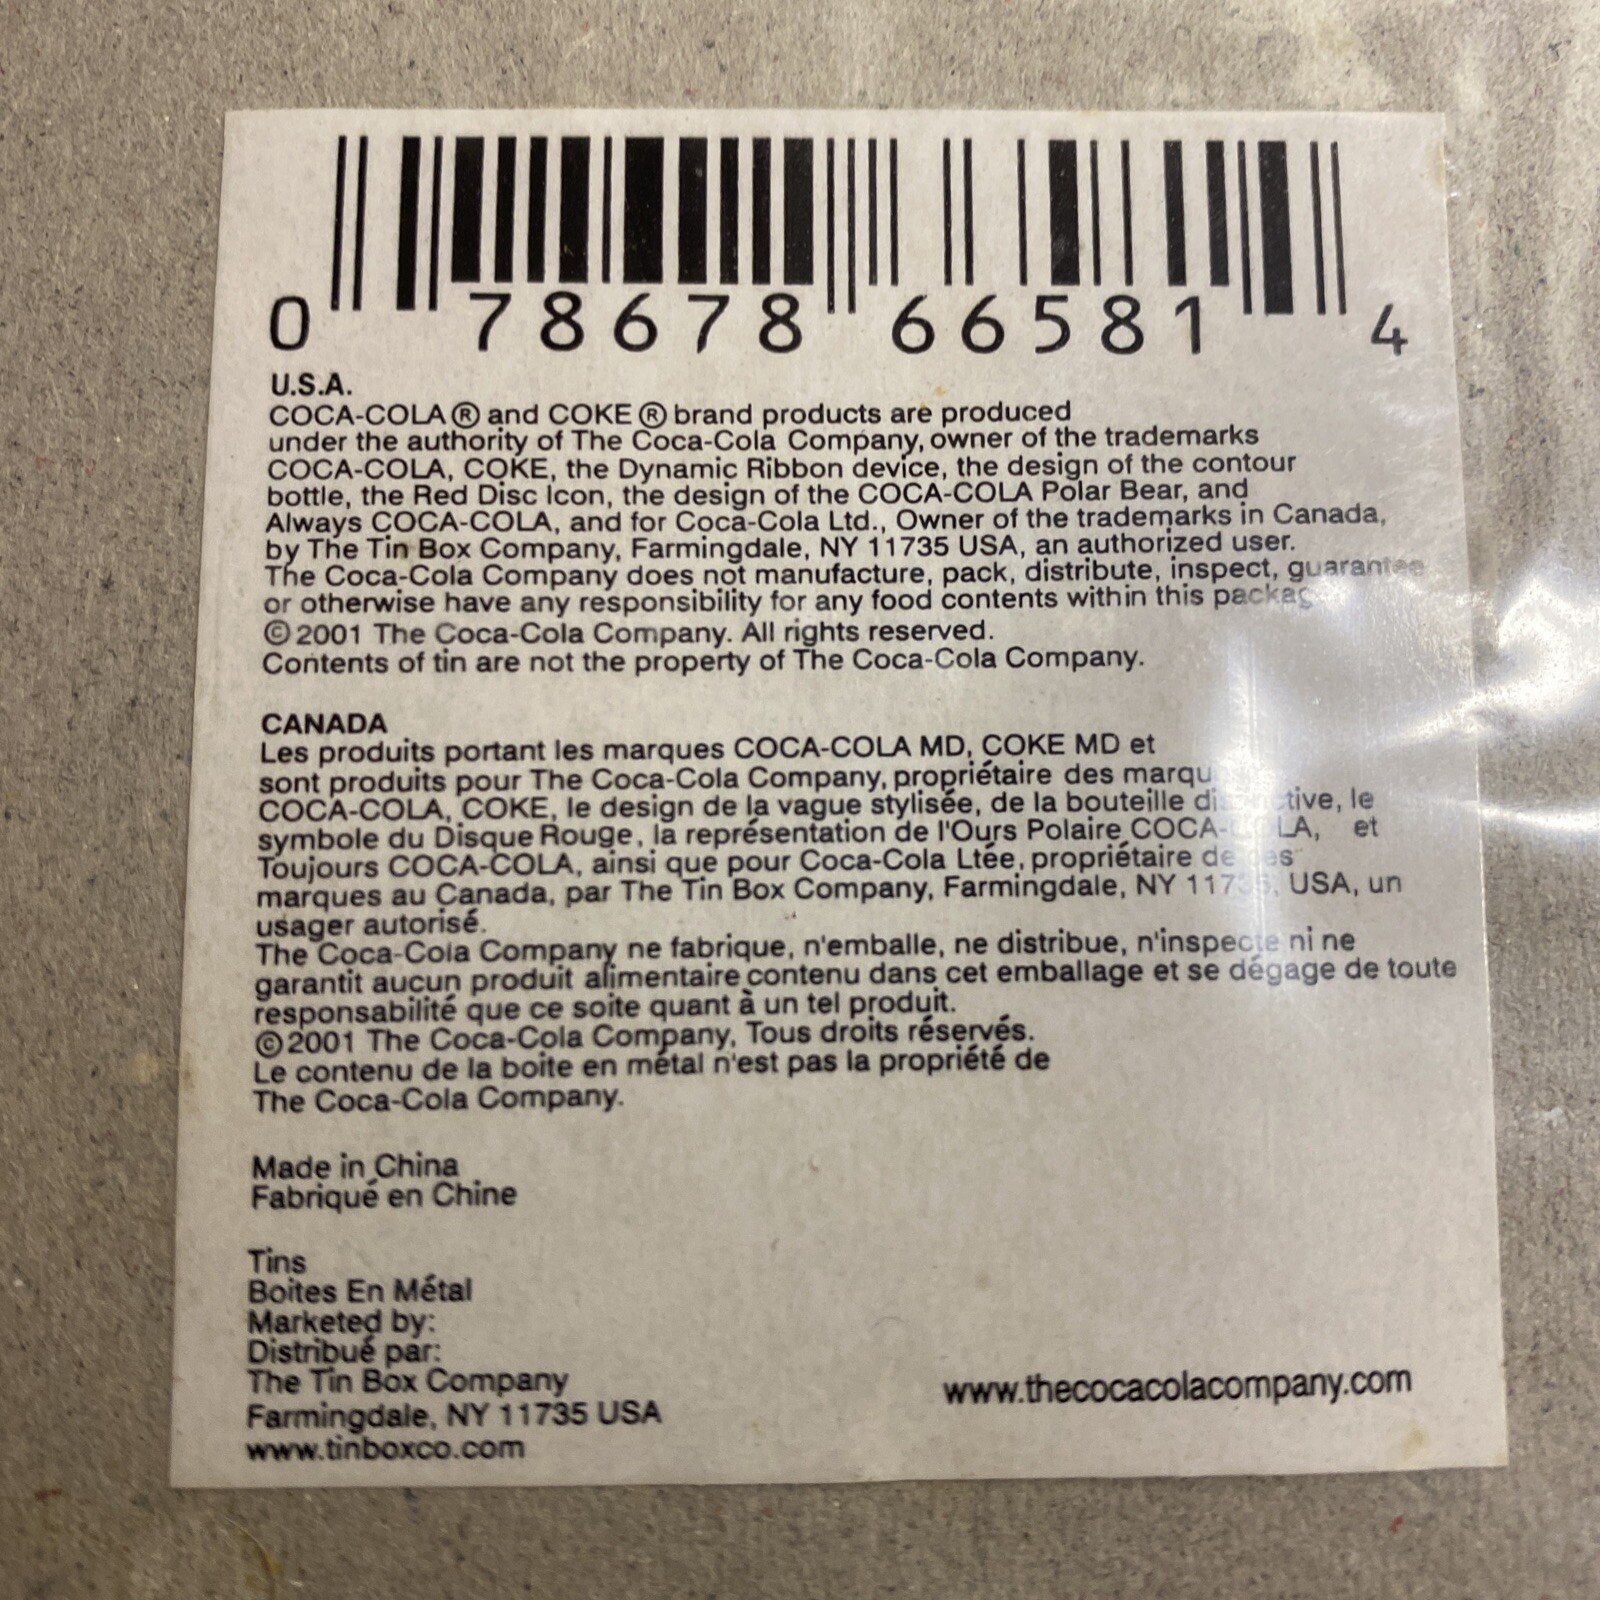 0 78678 66581 4
U.S.A.
COCA-COLA ® and COKE ® brand products are produced
under the authority of The Coca-Cola Company, owner of the trademarks
COCA-COLA, COKE, the Dynamic Ribbon device, the design of the contour
bottle, the Red Disc Icon, the design of the COCA-COLA Polar Bear, and
Always COCA-COLA, and for Coca-Cola Ltd., Owner of the trademarks in Canada,
by The Tin Box Company, Farmingdale, NY 11735 USA, an authorized user.
The Coca-Cola Company does not manufacture, pack, distribute, inspect, guarantee
or otherwise have any responsibility for any food contents within this
© 2001 The Coca-Cola Company. All rights reserved.
Contents of tin are not the property of The Coca-Cola Company.
CANADA
Les produits portant les marques COCA-COLA MD, COKE MD et
sont produits pour The Coca-Cola Company, propriétaire des
COCA-COLA, COKE, le design de la vague stylisée, de la bouteille le
symbole du Disque Rouge, la représentation de l'Ours Polaire COCA-COLA, et
Toujours COCA-COLA, ainsi que pour Coca-Cola Ltée, propriétaire de
marques au Canada, par The Tin Box Company, Farmingdale, NY 11735, USA, un
usager autorisé.
The Coca-Cola Company ne fabrique, n'emballe, ne distribue, n'inspecte ni ne
garantit aucun produit alimentaire contenu dans cet emballage et se dégage de toute
responsabilité que ce soite quant à un tel produit.
© 2001 The Coca-Cola Company, Tous droits réservés.
Le contenu de la boite en métal n'est pas la propriété de
The Coca-Cola Company.
Made in China
Fabriqué en Chine
Tins
Boites En Métal
Marketed by:
Distribué par:
The Tin Box Company
Farmingdale, NY 11735 USA
www.tinboxco.com
www.thecocacolacompany.com